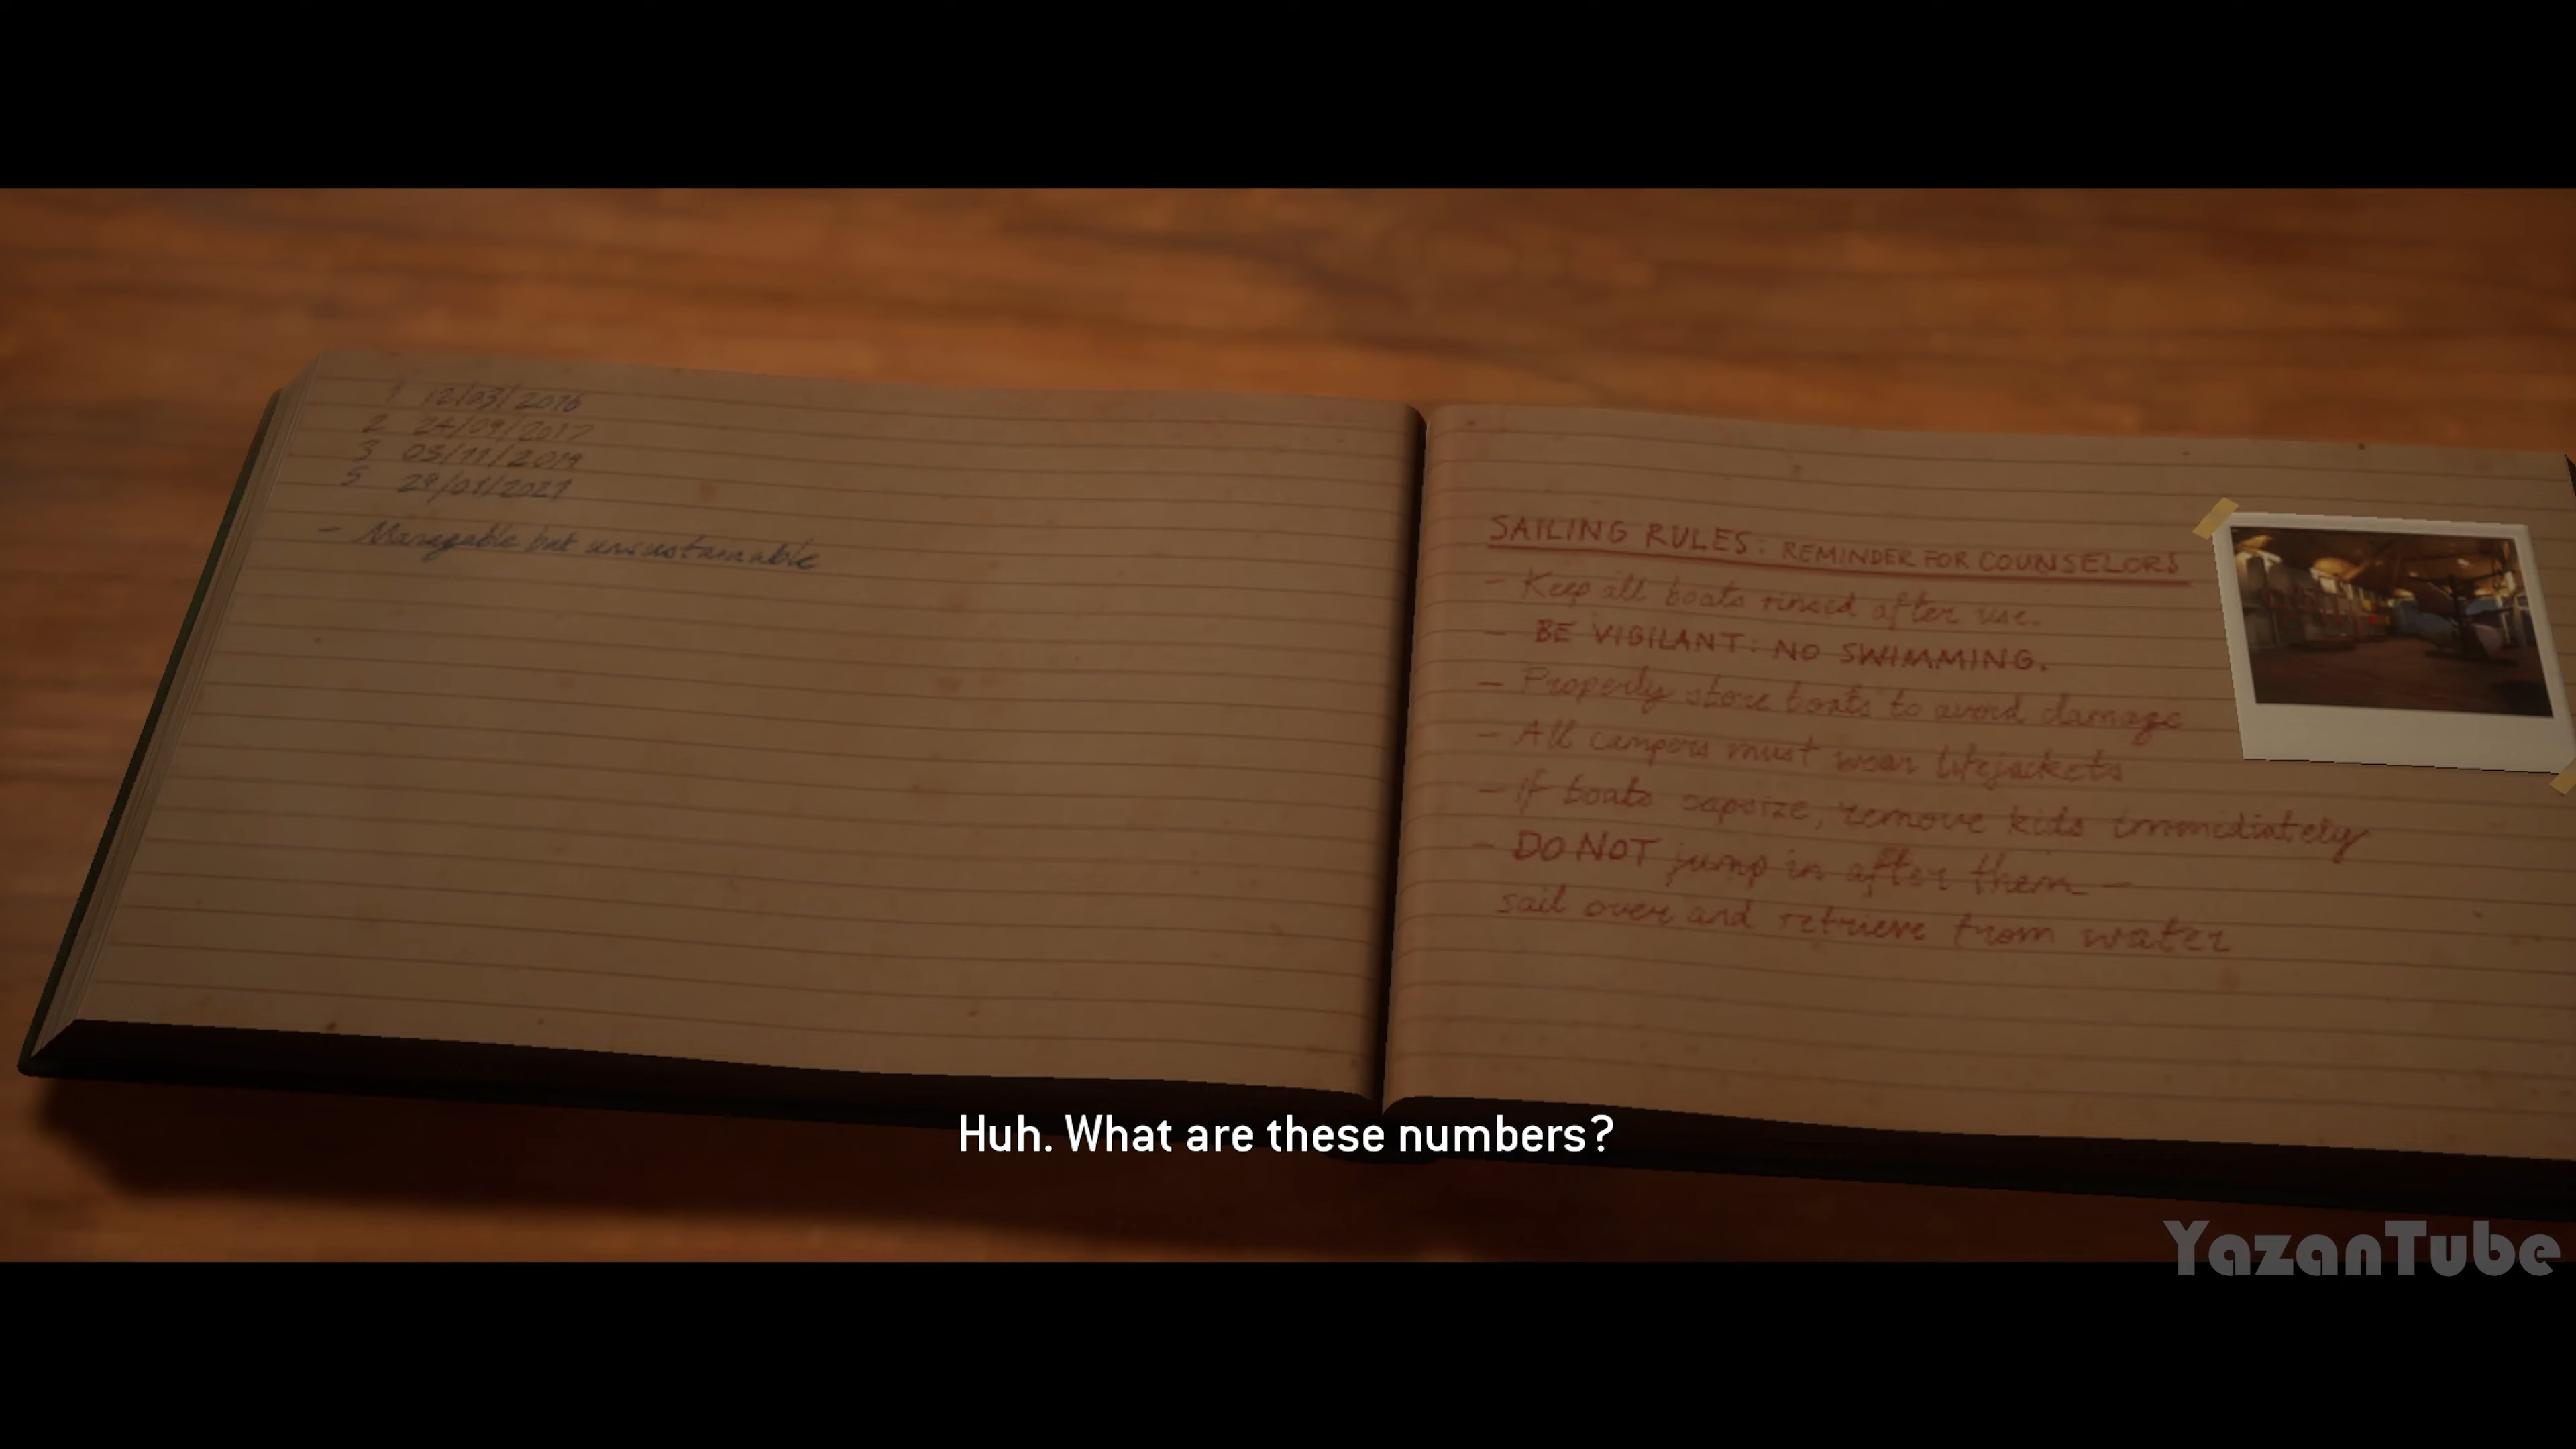 1 12/03/2016
2 24/09/2017
3 03/11/2019
5 29/01/2021
- Managable but unsustainable
SAILING RULES: REMINDER FOR COUNSELORS
- Keep all boats rinsed after use.
- BE VIGILANT: NO SWIMMING.
- Properly store boats to avoid damage
- All campers must wear lifejackets
- If boats capsize, remove kids immediately
- DO NOT jump in after them -
sail over and retrieve from water
Huh. What are these numbers?
YazanTube